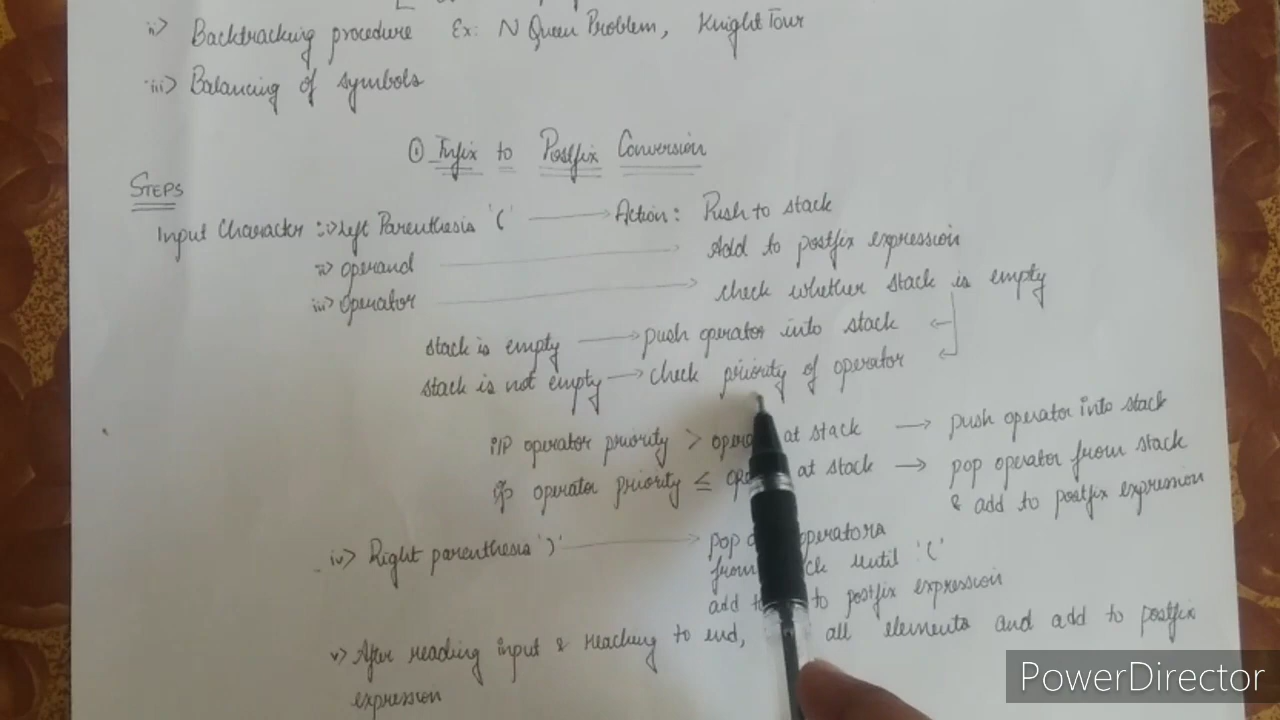 ii) Backtracking procedure Ex: N Queen Problem, Knight Tour
iii) Balancing of symbols
① Infix to Postfix Conversion
STEPS
Input Character :i) Left Parenthesis '(' → Action: Push to stack
ii) operand → Add to postfix expression
iii) operator → check whether stack is empty
stack is empty → push operator into stack
stack is not empty → check priority of operator
i/P operator priority > at stack → push operator into stack
i/p operator priority ≤ at stack → pop operator from stack
& add to postfix expression
iv) Right parenthesis ')' → pop operators
from until '('
add to postfix expression
v) After reading input & reaching to end, all elements and add to postfix
expression
PowerDirector